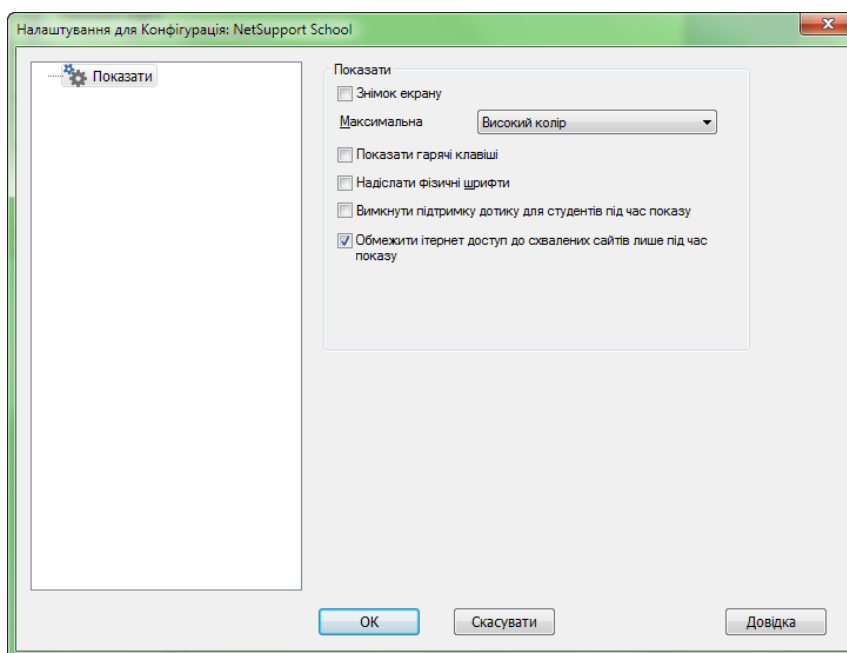 Налаштування для Конфігурація: NetSupport School
Показати
Показати
Знімок екрану
Максимальна
Високий колір
Показати гарячі клавіші
Надіслати фізичні шрифти
Вимкнути підтримку дотику для студентів під час показу
Обмежити ітернет доступ до схвалених сайтів лише під час
показу
ОК
Скасувати
Довідка